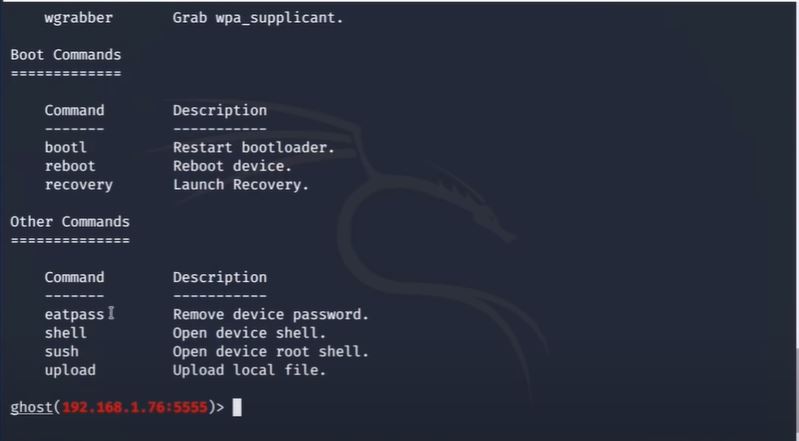 wgrabber Grab wpa_supplicant.
Boot Commands
=============
Command Description
------- -----------
bootl Restart bootloader.
reboot Reboot device.
recovery Launch Recovery.
Other Commands
==============
Command Description
------- -----------
eatpass Remove device password.
shell Open device shell.
sush Open device root shell.
upload Upload local file.
ghost(192.168.1.76:5555)>